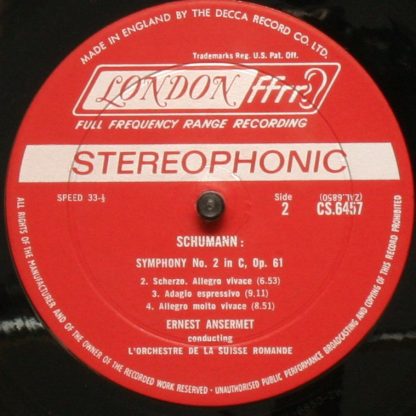 MADE IN ENGLAND BY THE DECCA RECORD CO. LTD.
Trademarks Reg. U.S. Pat. Off.
LONDON ffrr
FULL FREQUENCY RANGE RECORDING
STEREOPHONIC
SPEED 33⅓
Side
2
(ZAL.6850)
CS.6457
SCHUMANN :
SYMPHONY No. 2 in C, Op. 61
2. Scherzo. Allegro vivace (6.53)
3. Adagio espressivo (9.11)
4. Allegro molto vivace (8.51)
ERNEST ANSERMET
conducting
L'ORCHESTRE DE LA SUISSE ROMANDE
ALL RIGHTS OF THE MANUFACTURER AND OF THE OWNER OF THE RECORDED WORK RESERVED - UNAUTHORISED PUBLIC PERFORMANCE BROADCASTING AND COPYING OF THIS RECORD PROHIBITED